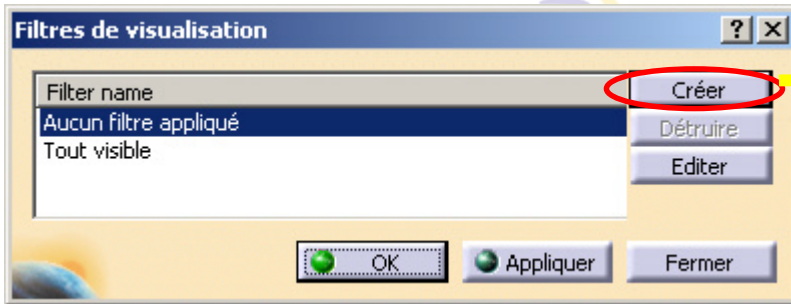 Filtres de visualisation
Filter name
Créer
Aucun filtre appliqué
Détruire
Tout visible
Editer
OK
Appliquer
Fermer